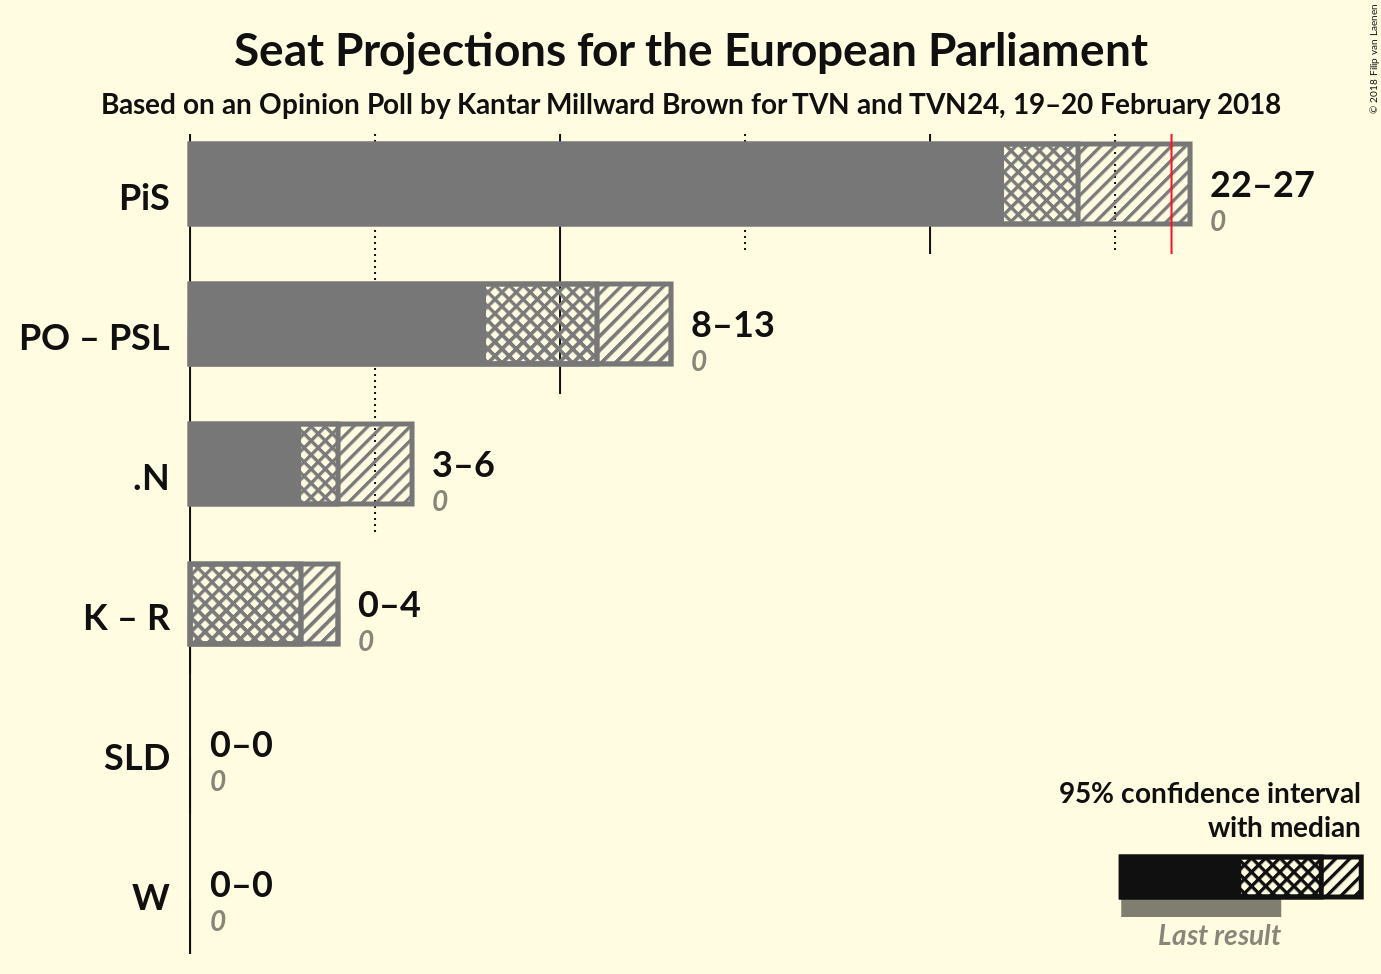 Seat Projections for the European Parliament
Based on an Opinion Poll by Kantar Millward Brown for TVN and TVN24, 19–20 February 2018
© 2018 Filip van Laenen
PiS
22–27
0
PO – PSL
8–13
0
.N
3–6
0
K – R
0–4
0
SLD
0–0
0
W
0–0
0
95% confidence interval
with median
Last result